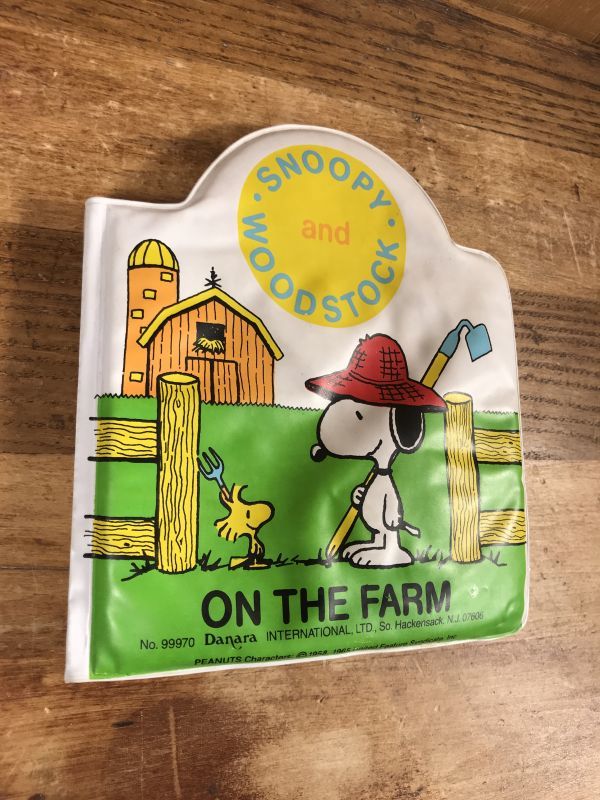 SNOOPY
and
WOODSTOCK
ON THE FARM
No. 99970 Danara INTERNATIONAL, LTD., So. Hackensack, N.J. 07606
PEANUTS Characters: © 1958, 1965 United Feature Syndicate, Inc.